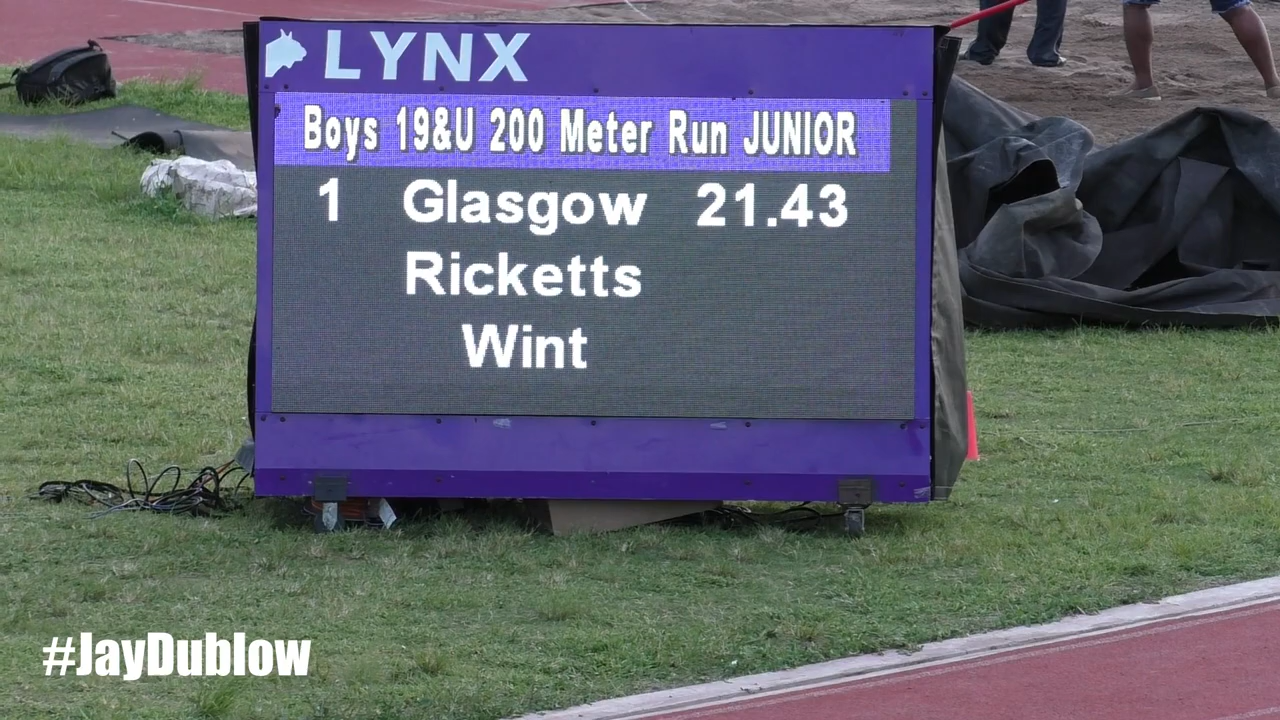 LYNX
Boys 19&U 200 Meter Run JUNIOR
1 Glasgow 21.43
Ricketts
Wint
#JayDublow